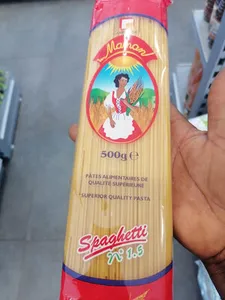 Maman
500g e
PÂTES ALIMENTAIRES DE
QUALITÉ SUPÉRIEURE
SUPERIOR QUALITY PASTA
Spaghetti
N° 1.5